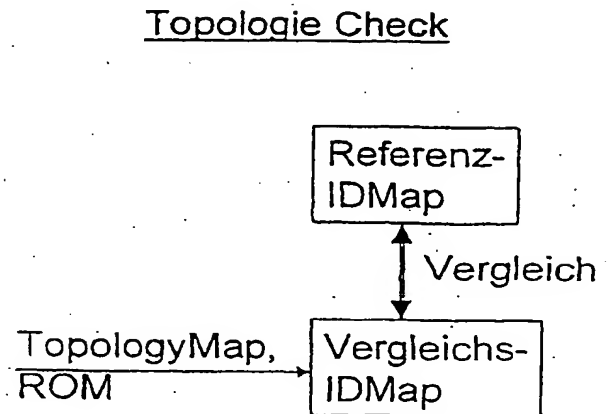 Topologie Check
Referenz-
IDMap
Vergleich
TopologyMap,
ROM
Vergleichs-
IDMap